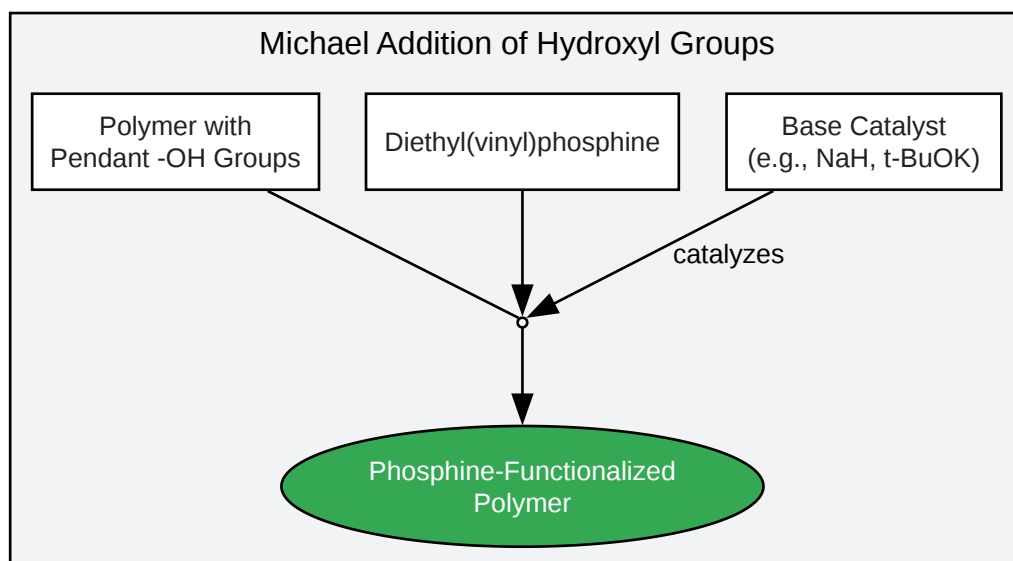 Michael Addition of Hydroxyl Groups
Polymer with
Pendant -OH Groups
Diethyl(vinyl)phosphine
Base Catalyst
(e.g., NaH, t-BuOK)
catalyzes
Phosphine-Functionalized
Polymer